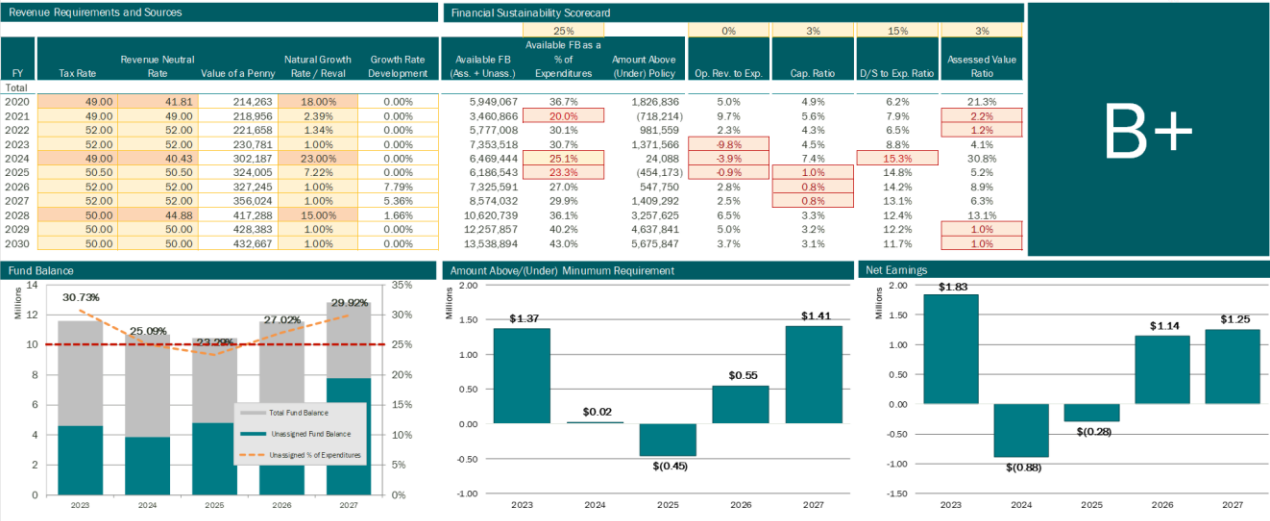 Revenue Requirements and Sources
Financial Sustainability Scorecard
25% 0% 3% 15% 3%
FY Tax Rate Revenue Neutral Rate Value of a Penny Natural Growth Rate / Reval Growth Rate Development Available FB (Ass. + Unass.) Available FB as a % of Expenditures Amount Above (Under) Policy Op. Rev. to Exp. Cap. Ratio D/S to Exp. Ratio Assessed Value Ratio
Total
2020 49.00 41.81 214,263 18.00% 0.00% 5,949,067 36.7% 1,826,836 5.0% 4.9% 6.2% 21.3%
2021 49.00 49.00 218,956 2.39% 0.00% 3,460,866 20.0% (718,214) 9.7% 5.6% 7.9% 2.2%
2022 52.00 52.00 221,658 1.34% 0.00% 5,777,008 30.1% 981,559 2.3% 4.3% 6.5% 1.2%
2023 52.00 52.00 230,781 1.00% 0.00% 7,353,518 30.7% 1,371,566 -9.8% 4.5% 8.8% 4.1%
2024 49.00 40.43 302,187 23.00% 0.00% 6,469,444 25.1% 24,088 -3.9% 7.4% 15.3% 30.8%
2025 50.50 50.50 324,005 7.22% 0.00% 6,186,543 23.3% (454,173) -0.9% 1.0% 14.8% 5.2%
2026 52.00 52.00 327,245 1.00% 7.79% 7,325,591 27.0% 547,750 2.8% 0.8% 14.2% 8.9%
2027 52.00 52.00 356,024 1.00% 5.36% 8,574,032 29.9% 1,409,292 2.5% 0.8% 13.1% 6.3%
2028 50.00 44.88 417,288 15.00% 1.66% 10,620,739 36.1% 3,257,625 6.5% 3.3% 12.4% 13.1%
2029 50.00 50.00 428,383 1.00% 0.00% 12,257,857 40.2% 4,637,841 5.0% 3.2% 12.2% 1.0%
2030 50.00 50.00 432,667 1.00% 0.00% 13,538,894 43.0% 5,675,847 3.7% 3.1% 11.7% 1.0%
B+
Fund Balance
Millions
14 12 10 8 6 4 2 0
30.73% 25.09% 23.29% 27.02% 29.92%
35% 30% 25% 20% 15% 10% 5% 0%
Total Fund Balance
Unassigned Fund Balance
Unassigned % of Expenditures
2023 2024 2025 2026 2027
Amount Above/(Under) Minumum Requirement
Millions
2.00 1.50 1.00 0.50 0.00 -0.50 -1.00
$1.37 $0.02 $(0.45) $0.55 $1.41
2023 2024 2025 2026 2027
Net Earnings
Millions
2.00 1.50 1.00 0.50 0.00 -0.50 -1.00 -1.50
$1.83 $(0.88) $(0.28) $1.14 $1.25
2023 2024 2025 2026 2027